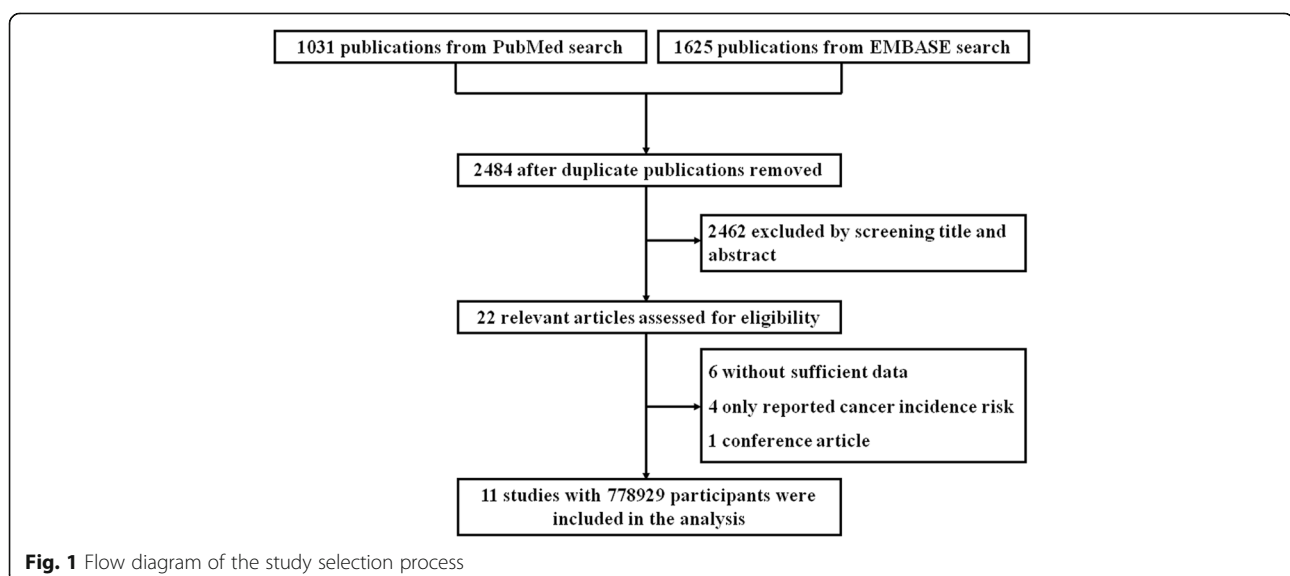 1031 publications from PubMed search
1625 publications from EMBASE search
2484 after duplicate publications removed
2462 excluded by screening title and
abstract
22 relevant articles assessed for eligibility
6 without sufficient data
4 only reported cancer incidence risk
1 conference article
11 studies with 778929 participants were
included in the analysis
Fig. 1 Flow diagram of the study selection process